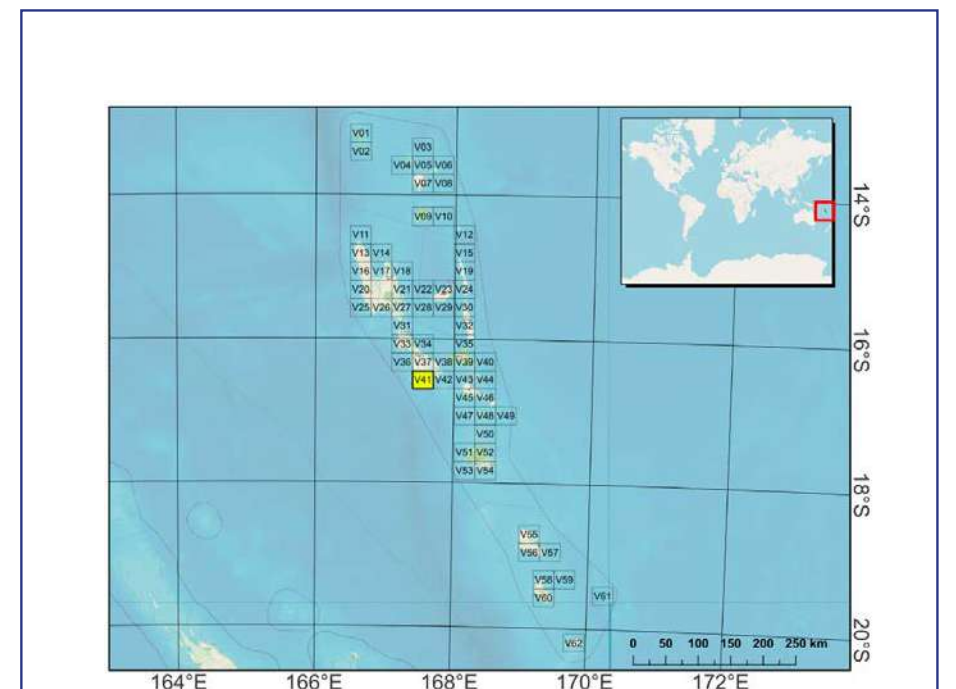 V01
V02 V03
V04 V05 V06
V07 V08
V09 V10
V11 V12
V13 V14 V15
V16 V17 V18 V19
V20 V21 V22 V23 V24
V25 V26 V27 V28 V29 V30
V31 V32
V33 V34 V35
V36 V37 V38 V39 V40
V41 V42 V43 V44
V45 V46
V47 V48 V49
V50
V51 V52
V53 V54
V55
V56 V57
V58 V59
V60 V61
V62
14°S
16°S
18°S
20°S
0 50 100 150 200 250 km
164°E 166°E 168°E 170°E 172°E